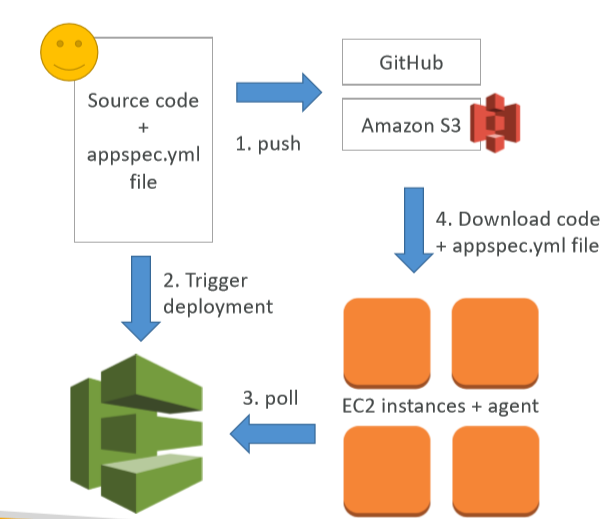 Source code
+
appspec.yml
file
1. push
GitHub
Amazon S3
2. Trigger
deployment
4. Download code
+ appspec.yml file
3. poll
EC2 instances + agent